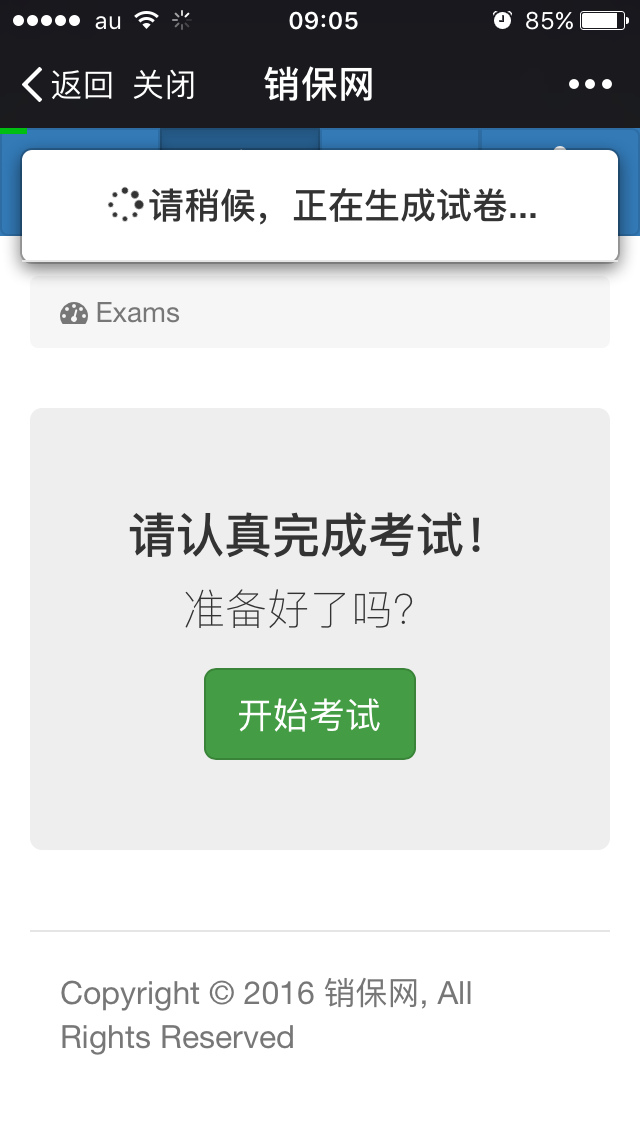 au 09:05 85%
返回 关闭 销保网
请稍候，正在生成试卷...
Exams
请认真完成考试！
准备好了吗?
开始考试
Copyright © 2016 销保网, All
Rights Reserved